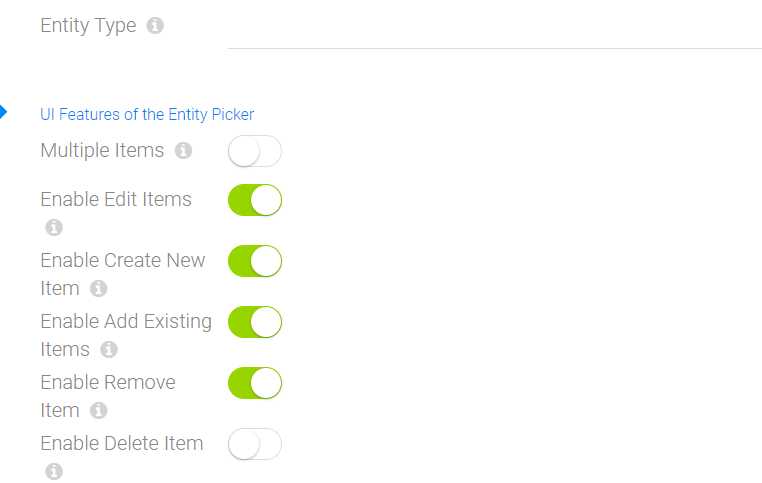 Entity Type
UI Features of the Entity Picker
Multiple Items
Enable Edit Items
Enable Create New
Item
Enable Add Existing
Items
Enable Remove
Item
Enable Delete Item